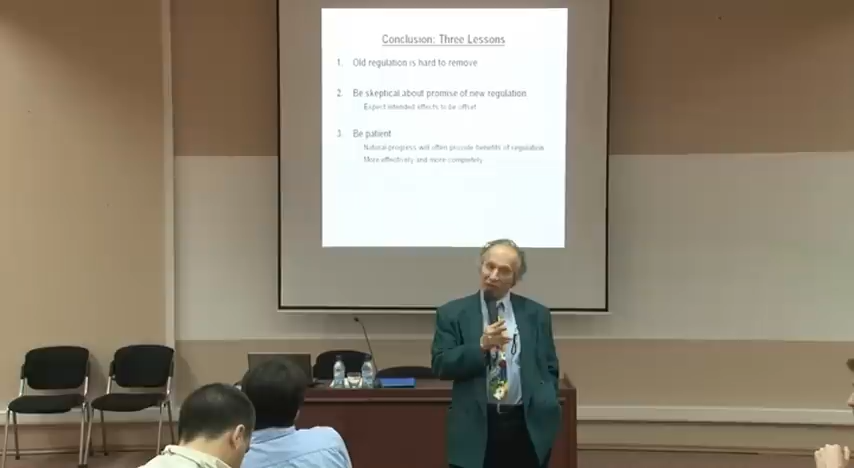 Conclusion: Three Lessons
1. Old regulation is hard to remove
2. Be skeptical about promise of new regulation
Expect intended effects to be offset
3. Be patient
Natural progress will often provide benefits of regulation
More effectively and more completely